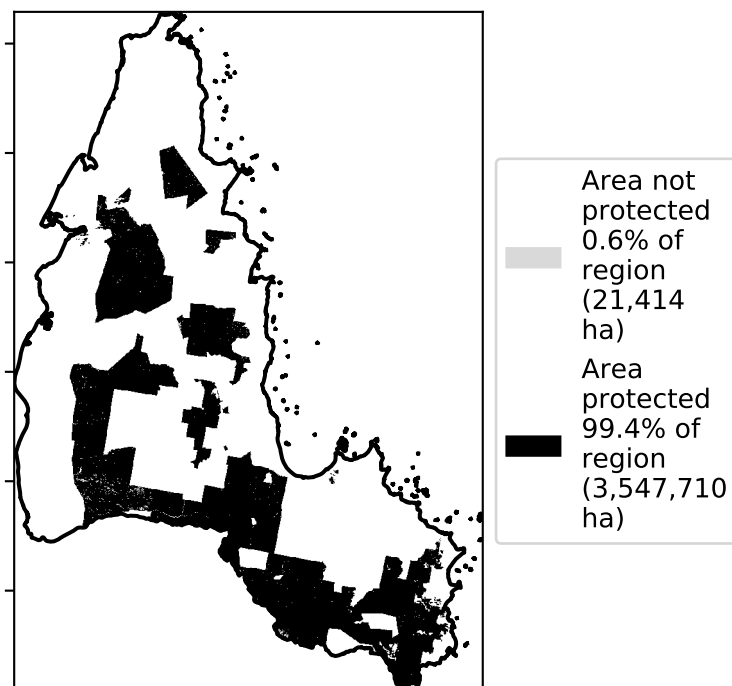 Area not
protected
0.6% of
region
(21,414
ha)
Area
protected
99.4% of
region
(3,547,710
ha)